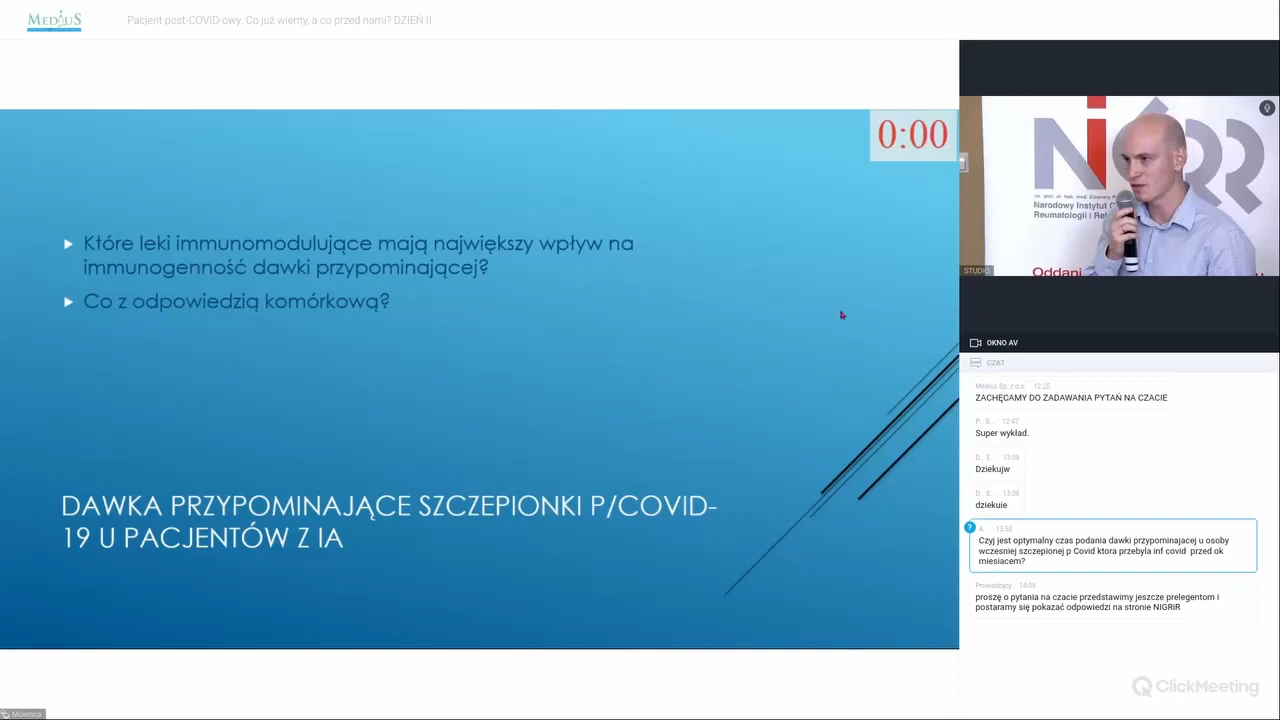 MEDIUS
Pacjent post-COVID-owy. Co już wiemy, a co przed nami? DZIEŃ II
0:00
Które leki immunomodulujące mają największy wpływ na
immunogenność dawki przypominającej?
Co z odpowiedzią komórkową?
DAWKA PRZYPOMINAJĄCE SZCZEPIONKI P/COVID-
19 U PACJENTÓW Z IA
Mównica
Narodowy Instytut
Reumatologii i
Oddani
STUDIO
OKNO AV
CZAT
Medius Sp. z.o.o. 12:25
ZACHĘCAMY DO ZADAWANIA PYTAŃ NA CZACIE
P... S... 12:47
Super wykład.
D... E... 13:08
Dziekujw
D... E... 13:08
dziekuie
? A... 13:50
Czyj jest optymalny czas podania dawki przypominajacej u osoby
wczesniej szczepionej p Covid ktora przebyla inf covid przed ok
miesiacem?
Prowadzący 14:09
proszę o pytania na czacie przedstawimy jeszcze prelegentom i
postaramy się pokazać odpowiedzi na stronie NIGRiR
ClickMeeting